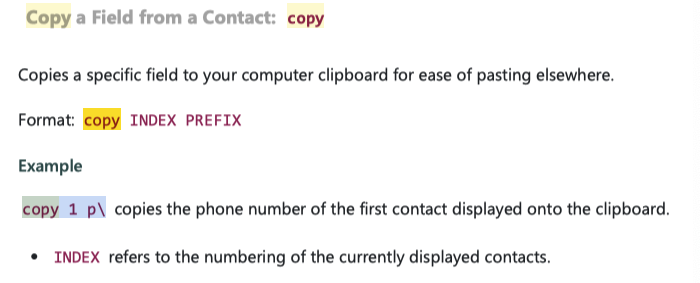 Copy a Field from a Contact: copy
Copies a specific field to your computer clipboard for ease of pasting elsewhere.
Format: copy INDEX PREFIX
Example
copy 1 p\ copies the phone number of the first contact displayed onto the clipboard.
• INDEX refers to the numbering of the currently displayed contacts.